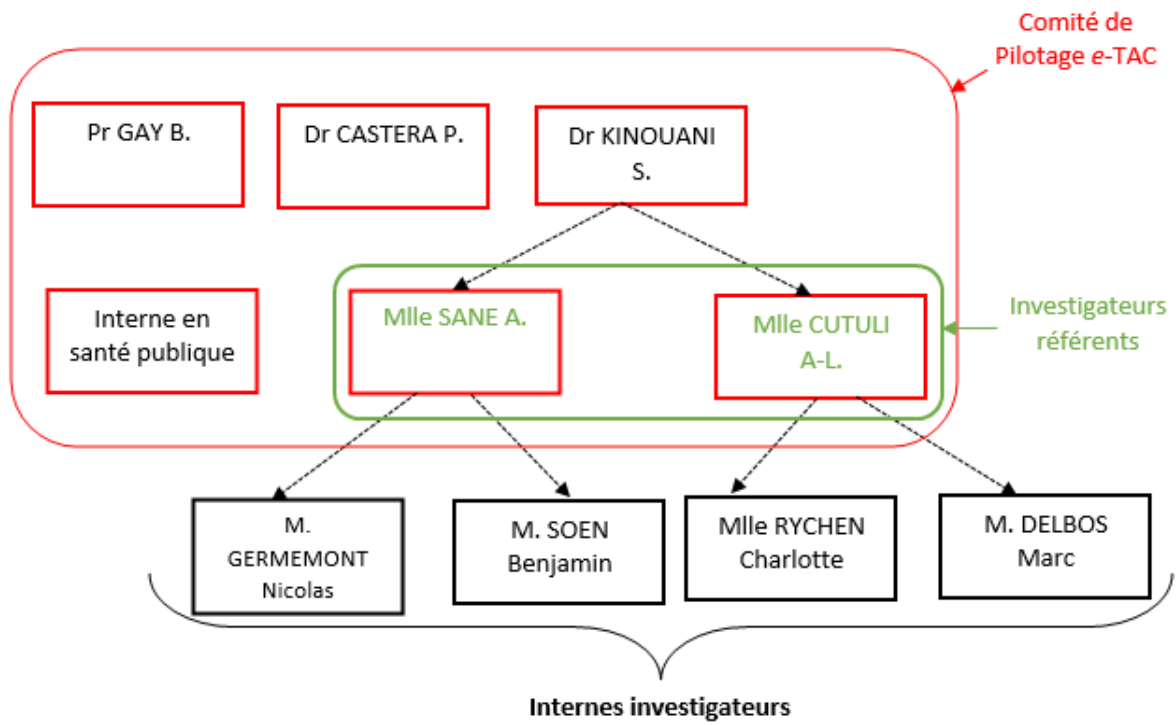 Comité de
Pilotage e-TAC
Pr GAY B.
Dr CASTERA P.
Dr KINOUANI
S.
Interne en
santé publique
Mlle SANE A.
Mlle CUTULI
A-L.
Investigateurs
référents
M.
GERMEMONT
Nicolas
M. SOEN
Benjamin
Mlle RYCHEN
Charlotte
M. DELBOS
Marc
Internes investigateurs